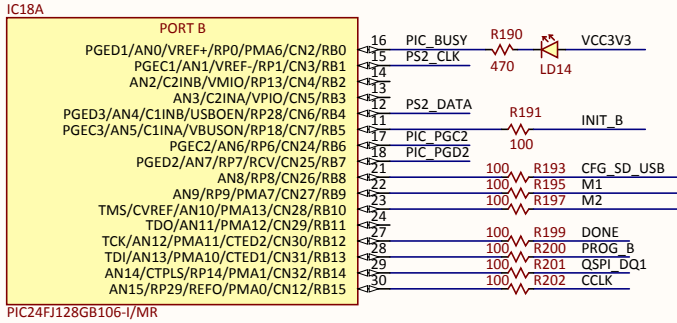 IC18A
PORT B
PGED1/AN0/VREF+/RP0/PMA6/CN2/RB0 16 PIC_BUSY R190 470 LD14 VCC3V3
PGEC1/AN1/VREF-/RP1/CN3/RB1 15 PS2_CLK
AN2/C2INB/VMIO/RP13/CN4/RB2 14
AN3/C2INA/VPIO/CN5/RB3 13
PGED3/AN4/C1INB/USBOEN/RP28/CN6/RB4 12 PS2_DATA
PGEC3/AN5/C1INA/VBUSON/RP18/CN7/RB5 11 R191 100 INIT_B
PGEC2/AN6/RP6/CN24/RB6 17 PIC_PGC2
PGED2/AN7/RP7/RCV/CN25/RB7 18 PIC_PGD2
AN8/RP8/CN26/RB8 21 100 R193 CFG_SD_USB
AN9/RP9/PMA7/CN27/RB9 22 100 R195 M1
TMS/CVREF/AN10/PMA13/CN28/RB10 23 100 R197 M2
TDO/AN11/PMA12/CN29/RB11 24
TCK/AN12/PMA11/CTED2/CN30/RB12 27 100 R199 DONE
TDI/AN13/PMA10/CTED1/CN31/RB13 28 100 R200 PROG_B
AN14/CTPLS/RP14/PMA1/CN32/RB14 29 100 R201 QSPI_DQ1
AN15/RP29/REFO/PMA0/CN12/RB15 30 100 R202 CCLK
PIC24FJ128GB106-I/MR